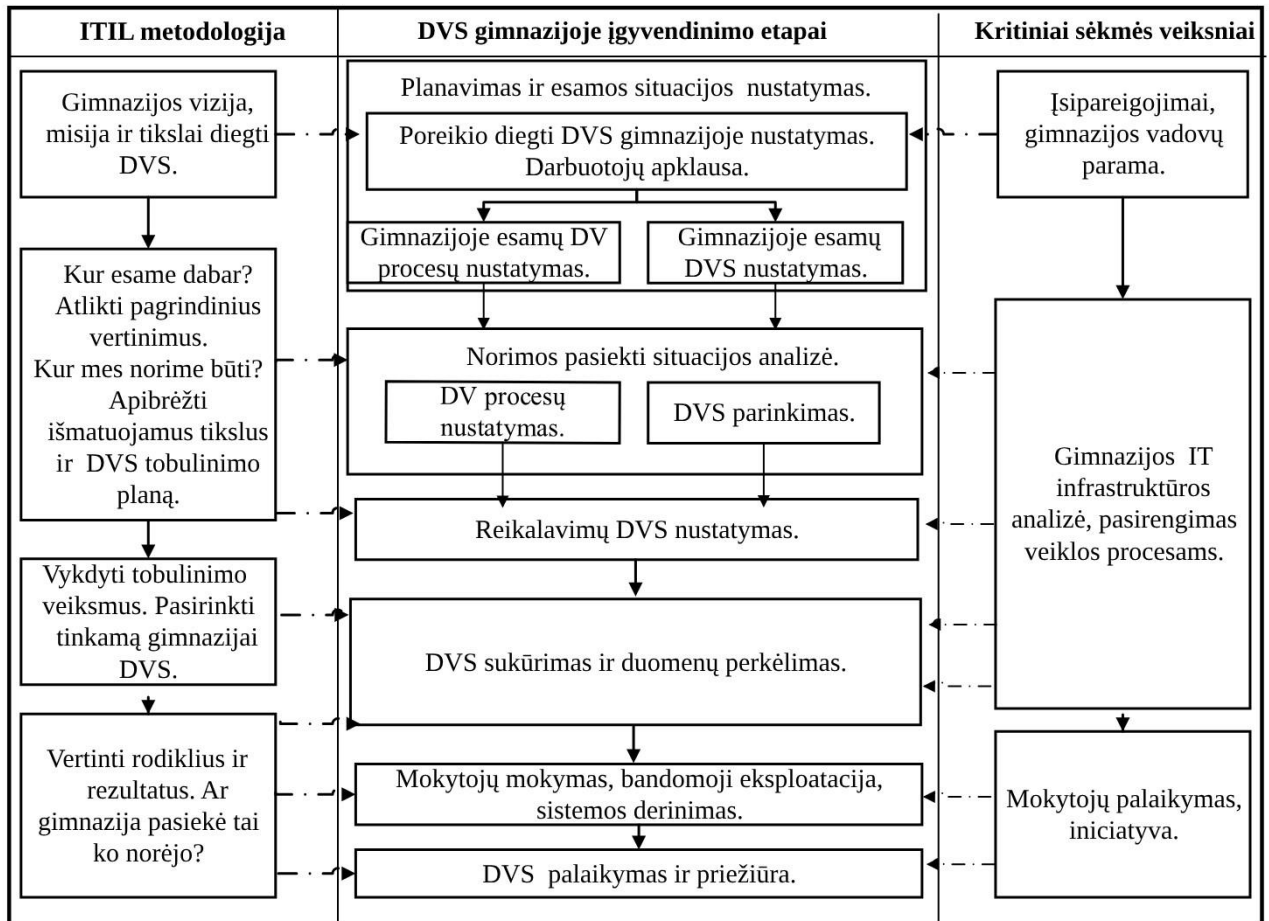 ITIL metodologija
DVS gimnazijoje įgyvendinimo etapai
Kritiniai sėkmės veiksniai
Gimnazijos vizija,
misija ir tikslai diegti
DVS.
Kur esame dabar?
Atlikti pagrindinius
vertinimus.
Kur mes norime būti?
Apibrėžti
išmatuojamus tikslus
ir DVS tobulinimo
planą.
Vykdyti tobulinimo
veiksmus. Pasirinkti
tinkamą gimnazijai
DVS.
Vertinti rodiklius ir
rezultatus. Ar
gimnazija pasiekė tai
ko norėjo?
Planavimas ir esamos situacijos nustatymas.
Poreikio diegti DVS gimnazijoje nustatymas.
Darbuotojų apklausa.
Gimnazijoje esamų DV
procesų nustatymas.
Gimnazijoje esamų
DVS nustatymas.
Norimos pasiekti situacijos analizė.
DV procesų
nustatymas.
DVS parinkimas.
Reikalavimų DVS nustatymas.
DVS sukūrimas ir duomenų perkėlimas.
Mokytojų mokymas, bandomoji eksploatacija,
sistemos derinimas.
DVS palaikymas ir priežiūra.
Įsipareigojimai,
gimnazijos vadovų
parama.
Gimnazijos IT
infrastruktūros
analizė, pasirengimas
veiklos procesams.
Mokytojų palaikymas,
iniciatyva.